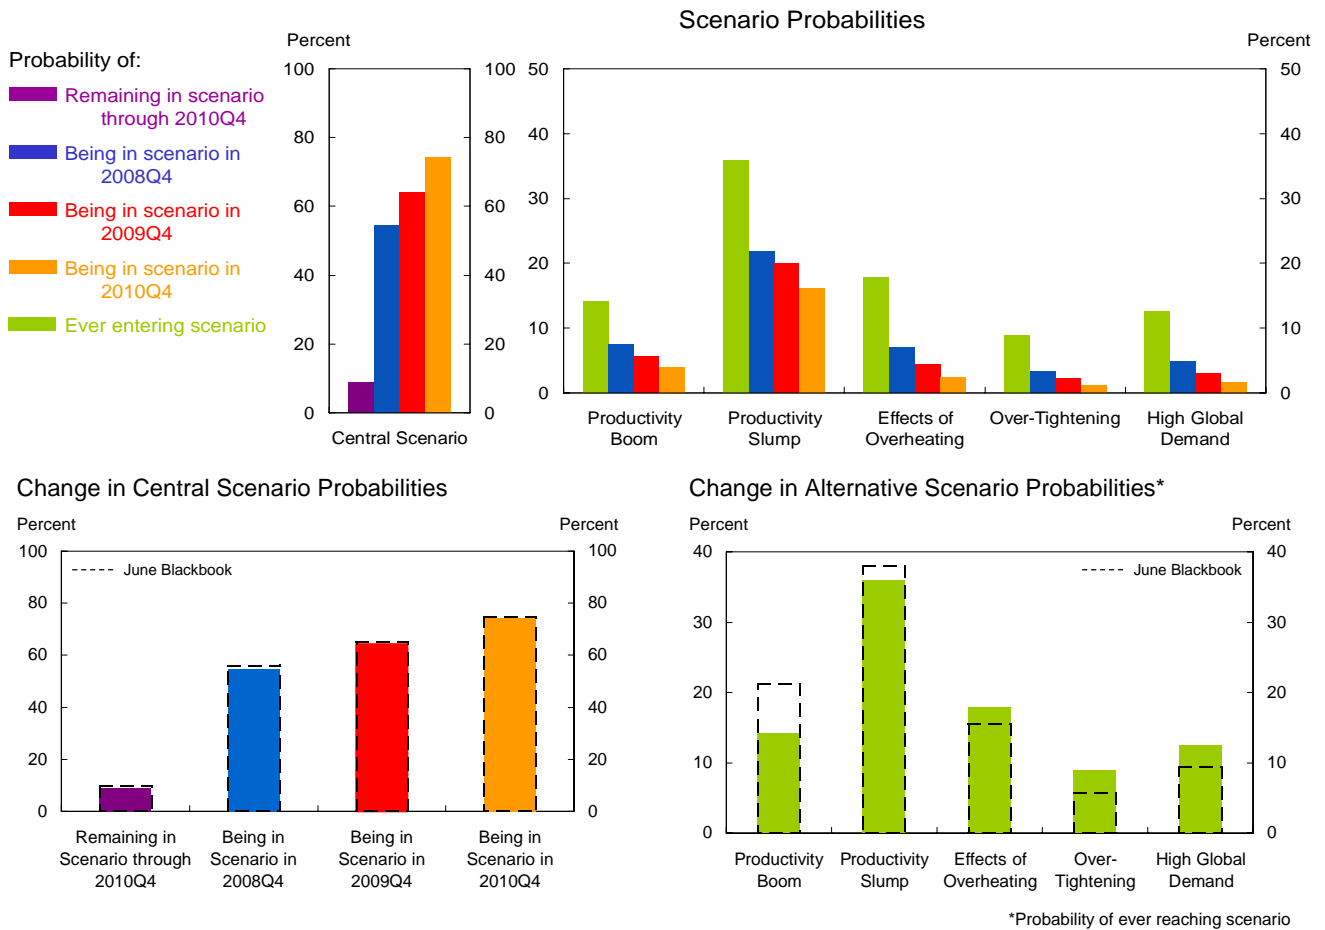 Scenario Probabilities
Probability of:
Remaining in scenario
through 2010Q4
Being in scenario in
2008Q4
Being in scenario in
2009Q4
Being in scenario in
2010Q4
Ever entering scenario
Percent
100
80
60
40
20
0
100
80
60
40
20
0
Central Scenario
Percent
50
40
30
20
10
0
50
40
30
20
10
0
Productivity
Boom
Productivity
Slump
Effects of
Overheating
Over-Tightening
High Global
Demand
Change in Central Scenario Probabilities
Percent
Percent
100
80
60
40
20
0
100
80
60
40
20
0
June Blackbook
Remaining in
Scenario through
2010Q4
Being in
Scenario in
2008Q4
Being in
Scenario in
2009Q4
Being in
Scenario in
2010Q4
Change in Alternative Scenario Probabilities*
Percent
Percent
40
30
20
10
0
40
30
20
10
0
June Blackbook
Productivity
Boom
Productivity
Slump
Effects of
Overheating
Over-
Tightening
High Global
Demand
*Probability of ever reaching scenario